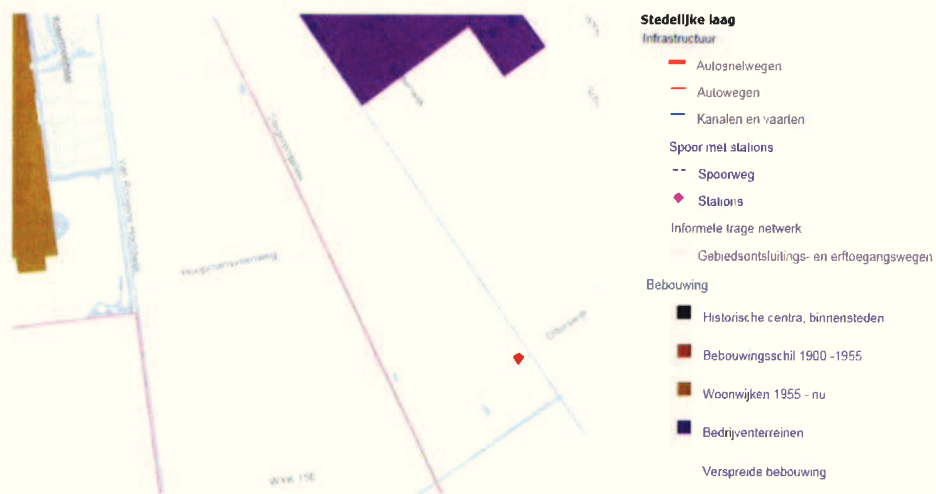 Stedelijke laag
Infrastructuur
Autosnelwegen
Autowegen
Kanalen en vaarten
Spoor met stations
Spoorweg
Stations
Informele trage netwerk
Gebiedsontsluitings- en erftoegangswegen
Bebouwing
Historische centra, binnensteden
Bebouwingsschil 1900 -1955
Woonwijken 1955 - nu
Bedrijventerreinen
Verspreide bebouwing